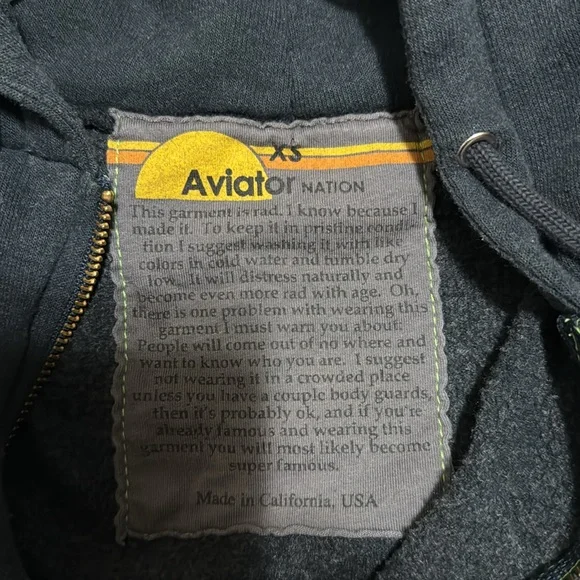 XS
Aviator NATION
This garment is rad. I know because I
made it. To keep it in pristine condi-
tion I suggest washing it with like
colors in cold water and tumble dry
low. It will distress naturally and
become even more rad with age. Oh,
there is one problem with wearing this
garment I must warn you about:
People will come out of no where and
want to know who you are. I suggest
not wearing it in a crowded place
unless you have a couple body guards,
then it's probably ok, and if you're
already famous and wearing this
garment you will most likely become
super famous.
Made in California, USA